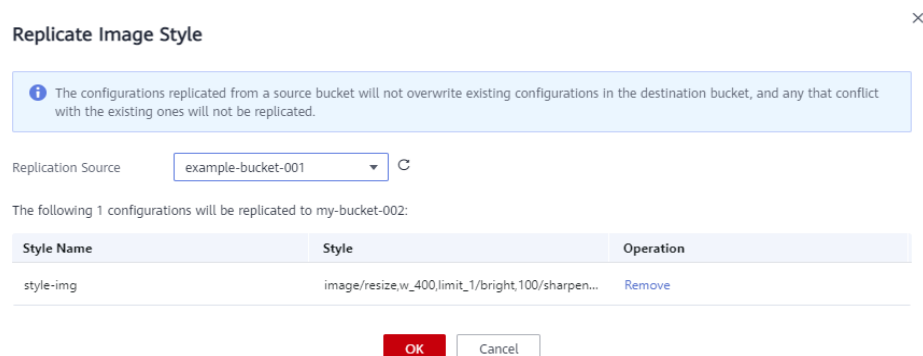 Replicate Image Style
The configurations replicated from a source bucket will not overwrite existing configurations in the destination bucket, and any that conflict
with the existing ones will not be replicated.
Replication Source example-bucket-001
The following 1 configurations will be replicated to my-bucket-002:
Style Name Style Operation
style-img image/resize,w_400,limit_1/bright,100/sharpen... Remove
OK Cancel